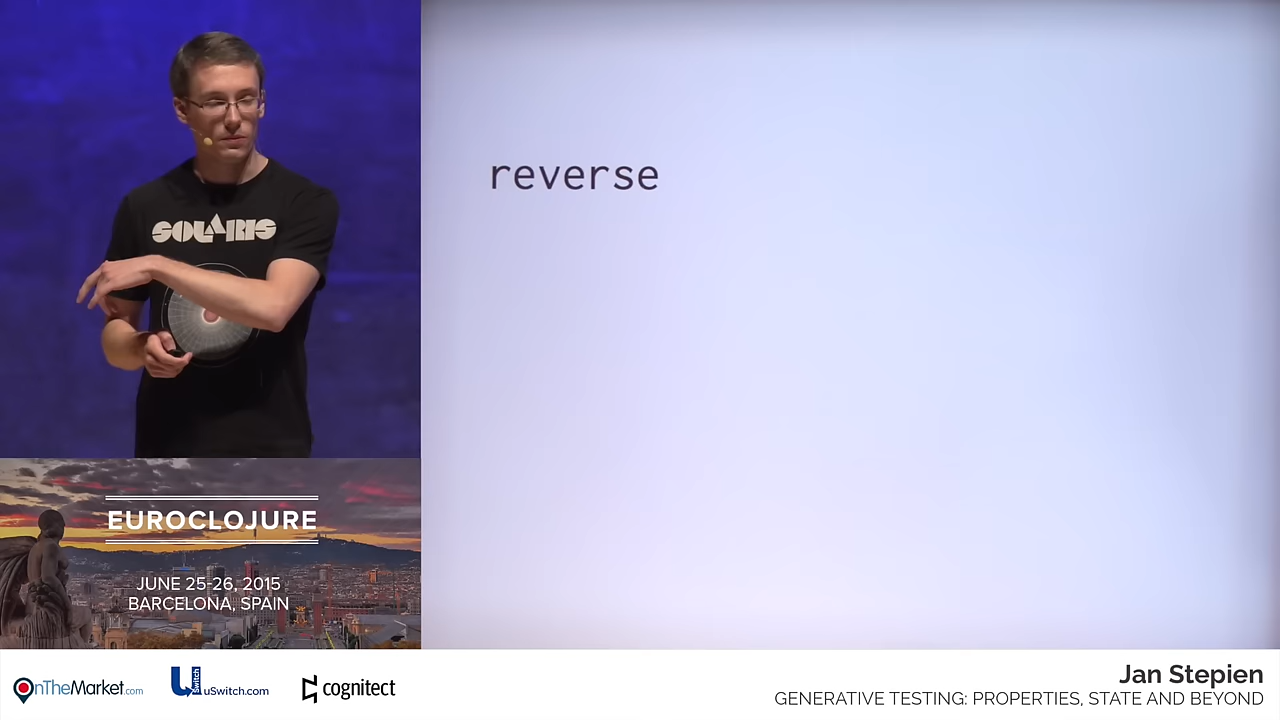 SOLARIS
reverse
EUROCLOJURE
JUNE 25-26, 2015
BARCELONA, SPAIN
OnTheMarket.com
uSwitch
uSwitch.com
cognitect
Jan Stepien
GENERATIVE TESTING: PROPERTIES, STATE AND BEYOND